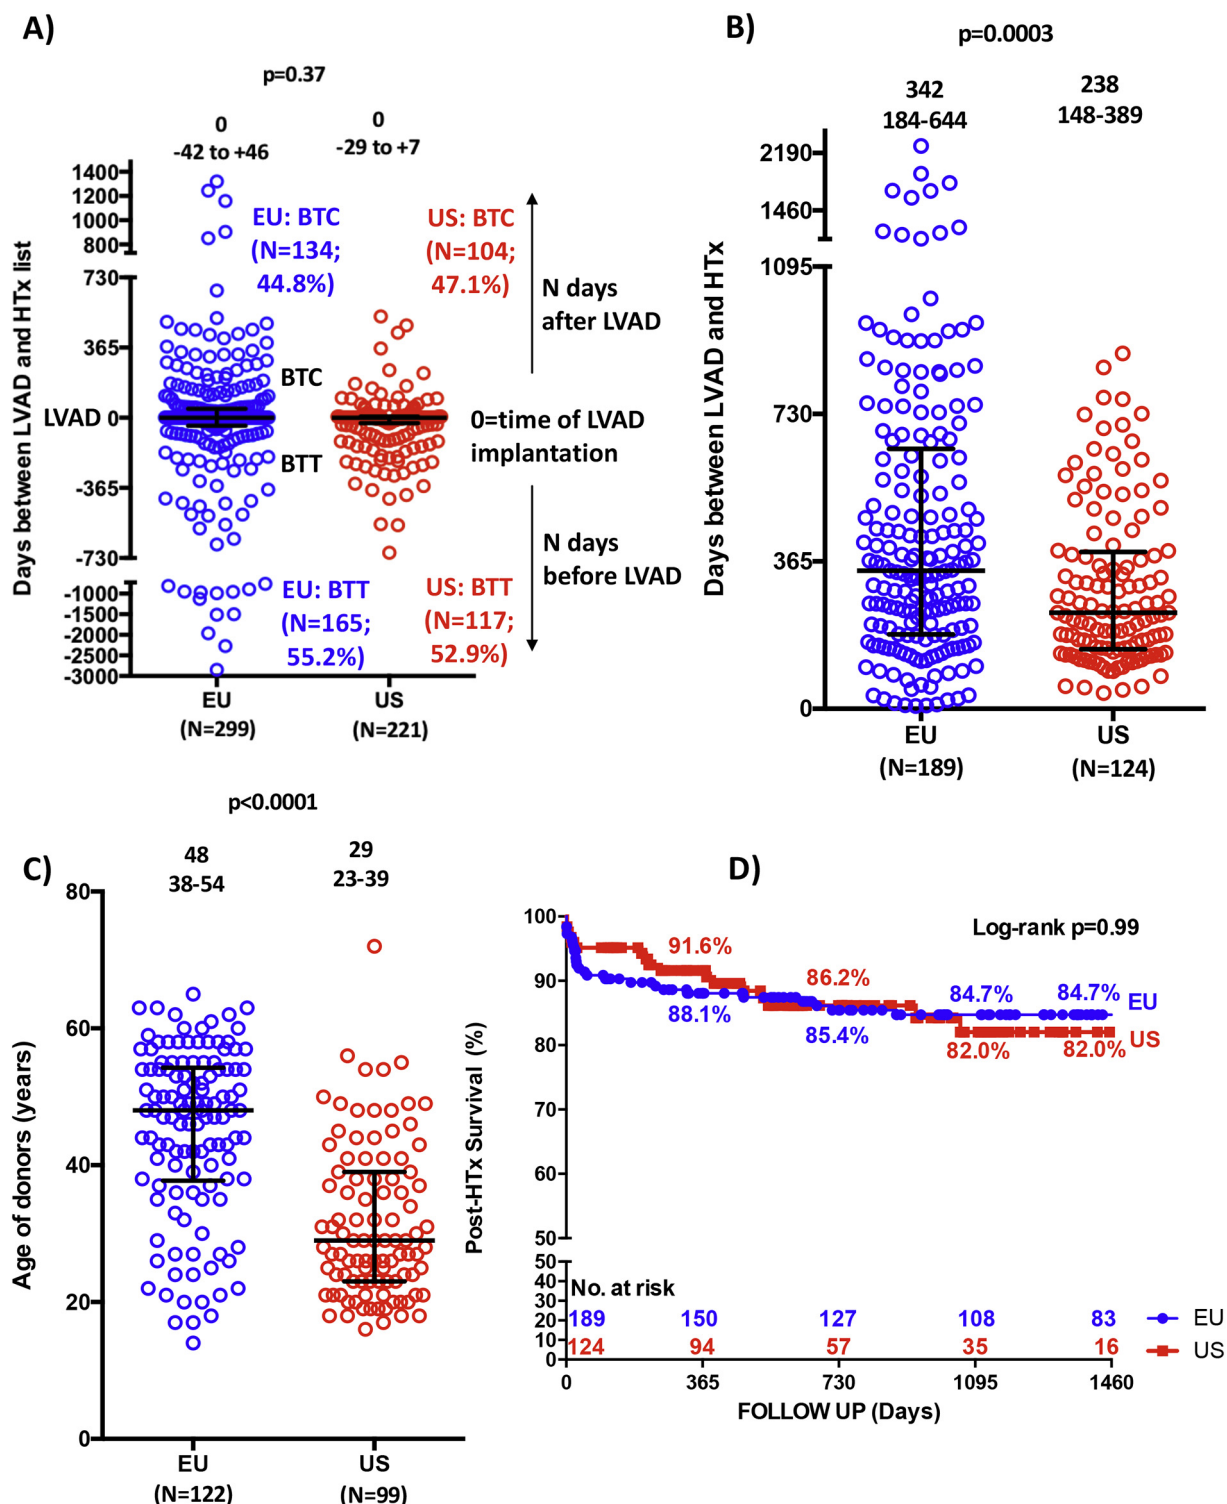 A)
p=0.37
0
-42 to +46
0
-29 to +7
Days between LVAD and HTx list
1400
1200
1000
800
730
365
LVAD 0
-365
-730
-1000
-1500
-2000
-2500
-3000
EU: BTC
(N=134;
44.8%)
US: BTC
(N=104;
47.1%)
N days
after LVAD
BTC
0=time of LVAD
implantation
BTT
N days
before LVAD
EU: BTT
(N=165;
55.2%)
US: BTT
(N=117;
52.9%)
EU
(N=299)
US
(N=221)
B)
p=0.0003
342
184-644
238
148-389
Days between LVAD and HTx
2190
1460
1095
730
365
0
EU
(N=189)
US
(N=124)
C)
p<0.0001
48
38-54
29
23-39
Age of donors (years)
80
60
40
20
0
EU
(N=122)
US
(N=99)
D)
Log-rank p=0.99
Post-HTx Survival (%)
100
90
80
70
60
50
91.6%
86.2%
84.7%
84.7%
EU
88.1%
85.4%
82.0%
82.0%
US
50
40
30
20
10
0
No. at risk
189 150 127 108 83
124 94 57 35 16
EU
US
0 365 730 1095 1460
FOLLOW UP (Days)